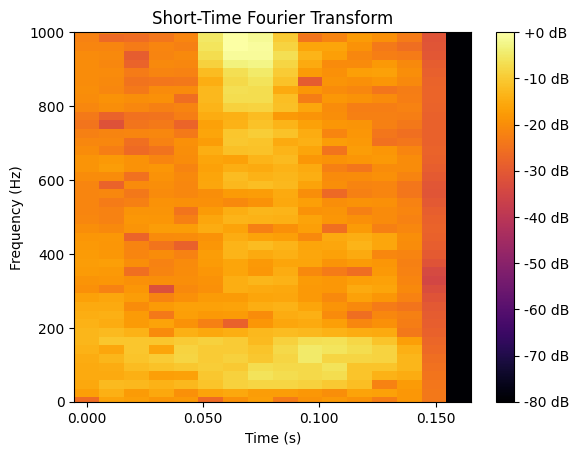 Short-Time Fourier Transform
1000
800
600
400
200
0
Frequency (Hz)
0.000
0.050
0.100
0.150
Time (s)
+0 dB
-10 dB
-20 dB
-30 dB
-40 dB
-50 dB
-60 dB
-70 dB
-80 dB